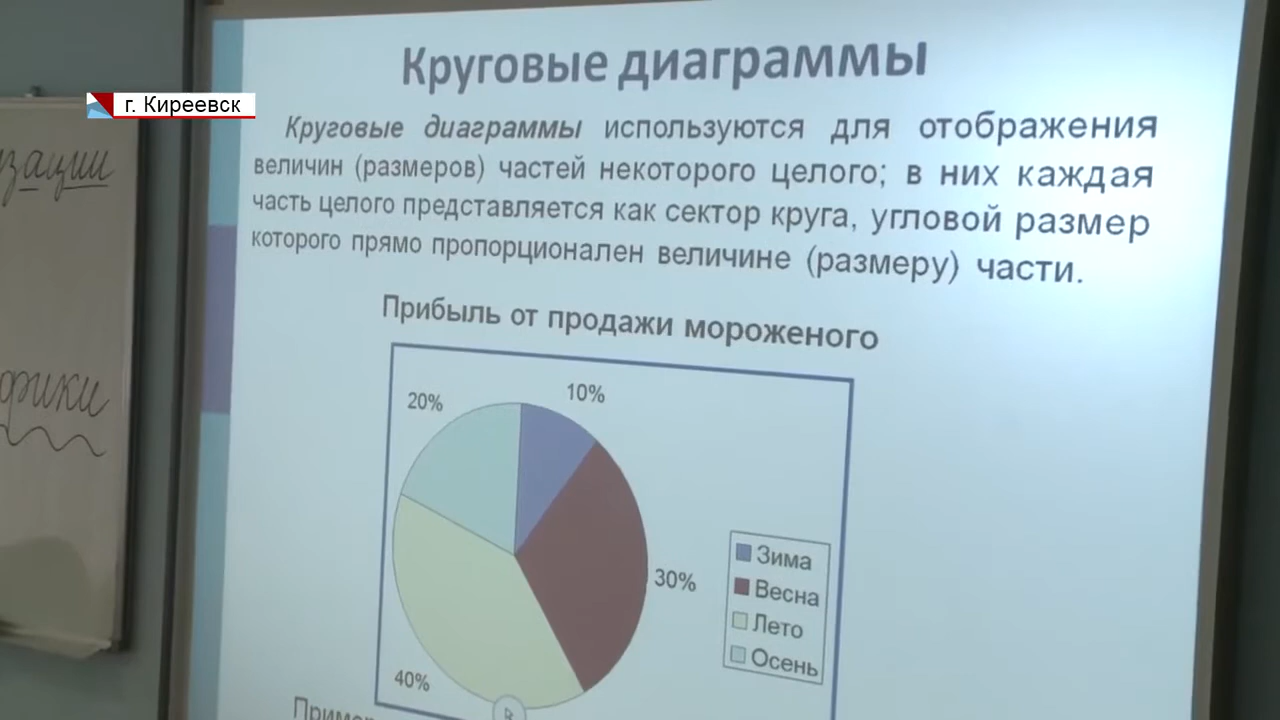 г. Киреевск
Круговые диаграммы
Круговые диаграммы используются для отображения
величин (размеров) частей некоторого целого; в них каждая
часть целого представляется как сектор круга, угловой размер
которого прямо пропорционален величине (размеру) части.
Прибыль от продажи мороженого
10%
20%
30%
40%
Зима
Весна
Лето
Осень